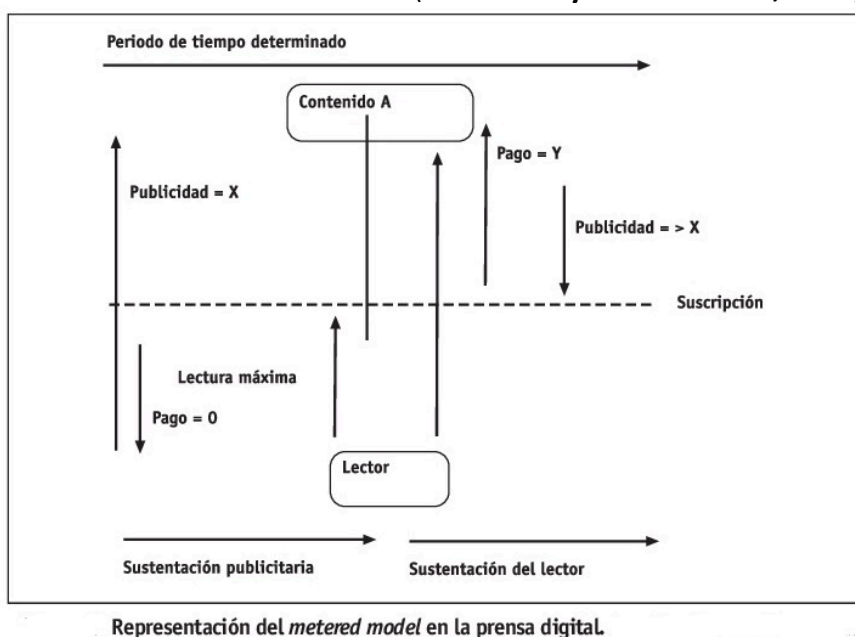 Periodo de tiempo determinado
Contenido A
Pago = Y
Publicidad = X
Publicidad = > X
Suscripción
Lectura máxima
Pago = 0
Lector
Sustentación publicitaria
Sustentación del lector
Representación del metered model en la prensa digital.